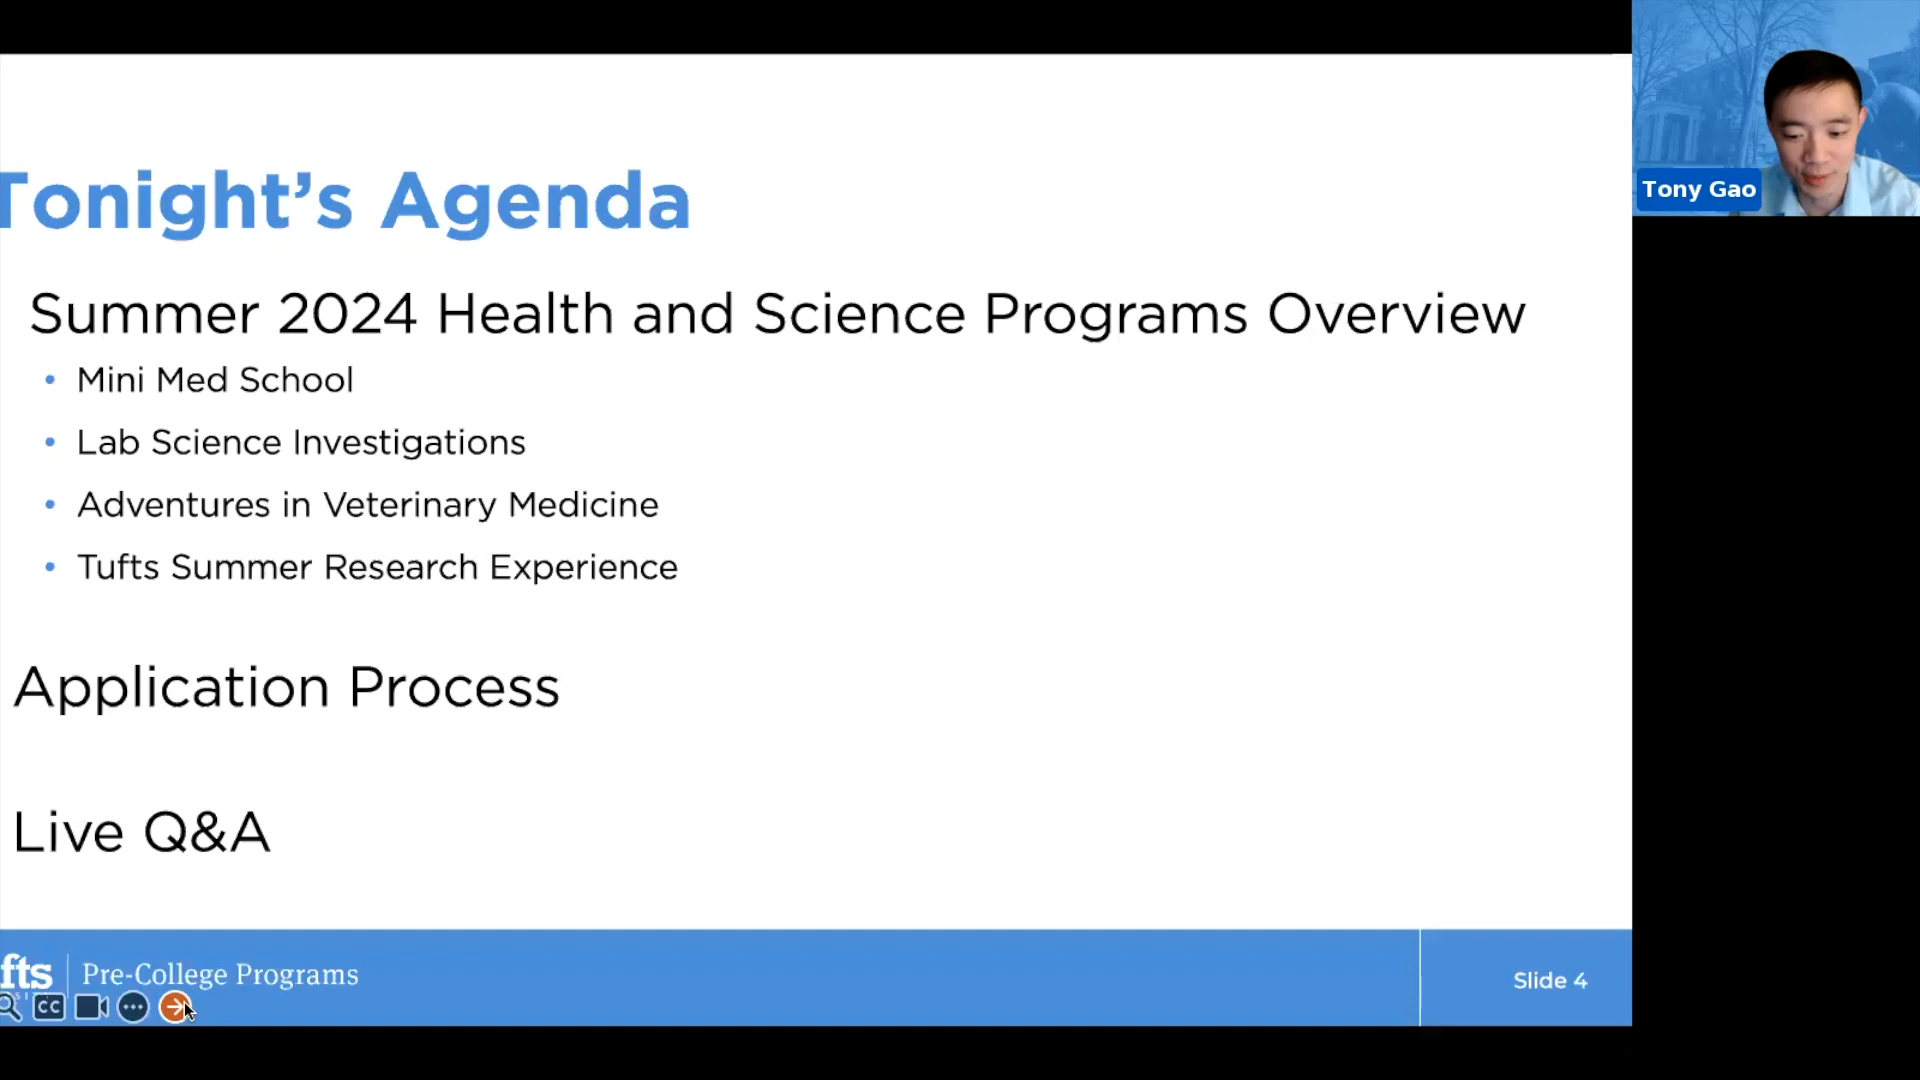 Tonight's Agenda
Summer 2024 Health and Science Programs Overview
• Mini Med School
• Lab Science Investigations
• Adventures in Veterinary Medicine
• Tufts Summer Research Experience
Application Process
Live Q&A
fts
Pre-College Programs
CC
Slide 4
Tony Gao